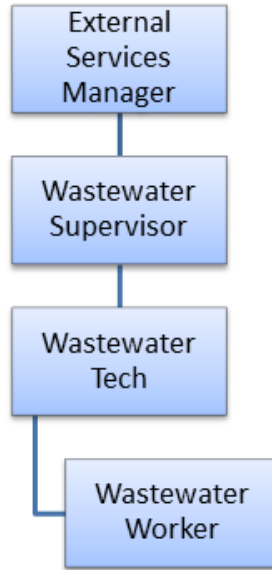 External
Services
Manager
Wastewater
Supervisor
Wastewater
Tech
Wastewater
Worker